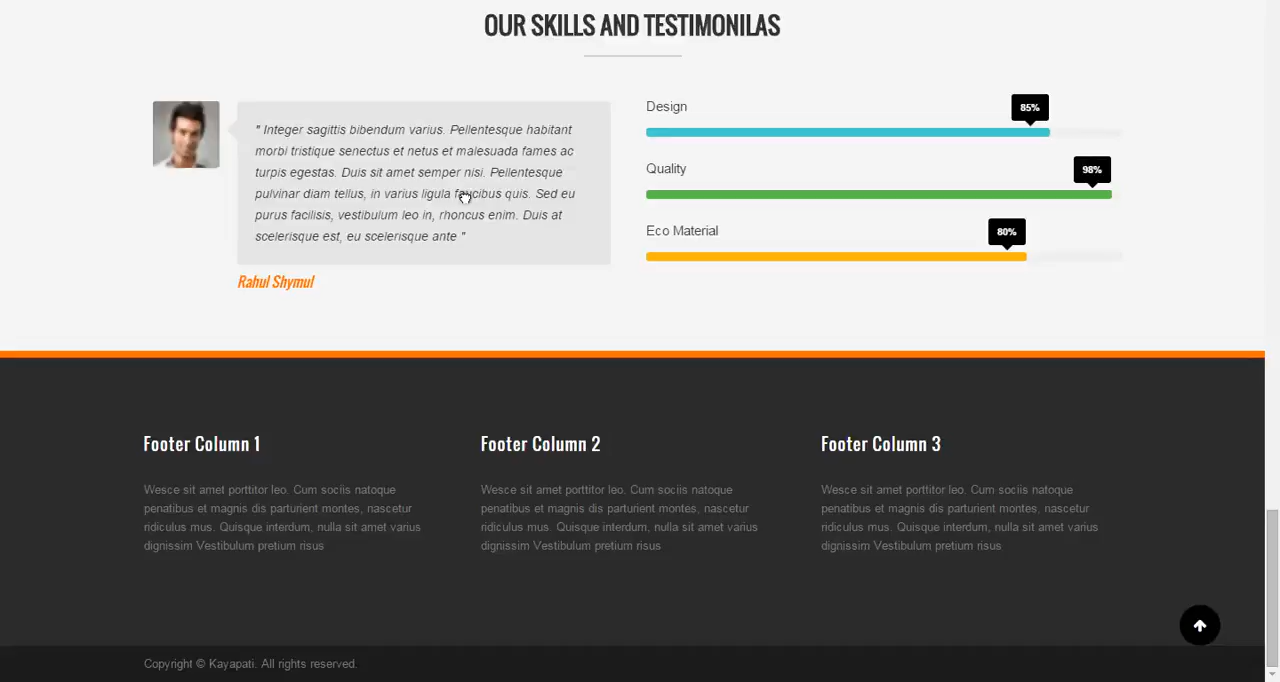 OUR SKILLS AND TESTIMONILAS
" Integer sagittis bibendum varius. Pellentesque habitant
morbi tristique senectus et netus et malesuada fames ac
turpis egestas. Duis sit amet semper nisi. Pellentesque
pulvinar diam tellus, in varius ligula faucibus quis. Sed eu
purus facilisis, vestibulum leo in, rhoncus enim. Duis at
scelerisque est, eu scelerisque ante "
Rahul Shymul
Design
85%
Quality
98%
Eco Material
80%
Footer Column 1
Wesce sit amet porttitor leo. Cum sociis natoque
penatibus et magnis dis parturient montes, nascetur
ridiculus mus. Quisque interdum, nulla sit amet varius
dignissim Vestibulum pretium risus
Footer Column 2
Wesce sit amet porttitor leo. Cum sociis natoque
penatibus et magnis dis parturient montes, nascetur
ridiculus mus. Quisque interdum, nulla sit amet varius
dignissim Vestibulum pretium risus
Footer Column 3
Wesce sit amet porttitor leo. Cum sociis natoque
penatibus et magnis dis parturient montes, nascetur
ridiculus mus. Quisque interdum, nulla sit amet varius
dignissim Vestibulum pretium risus
Copyright © Kayapati. All rights reserved.